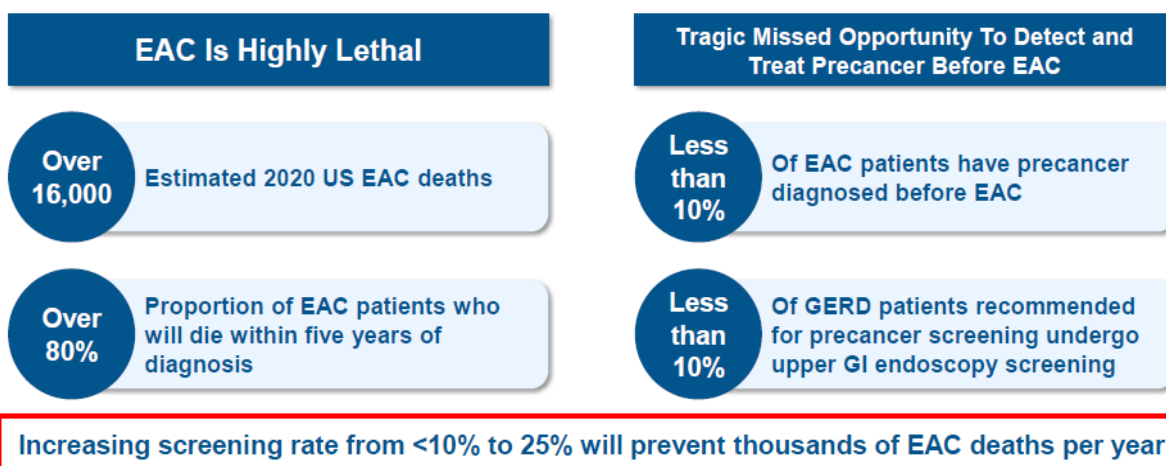 EAC Is Highly Lethal
Over
16,000
Estimated 2020 US EAC deaths
Over
80%
Proportion of EAC patients who
will die within five years of
diagnosis
Tragic Missed Opportunity To Detect and
Treat Precancer Before EAC
Less
than
10%
Of EAC patients have precancer
diagnosed before EAC
Less
than
10%
Of GERD patients recommended
for precancer screening undergo
upper GI endoscopy screening
Increasing screening rate from <10% to 25% will prevent thousands of EAC deaths per year